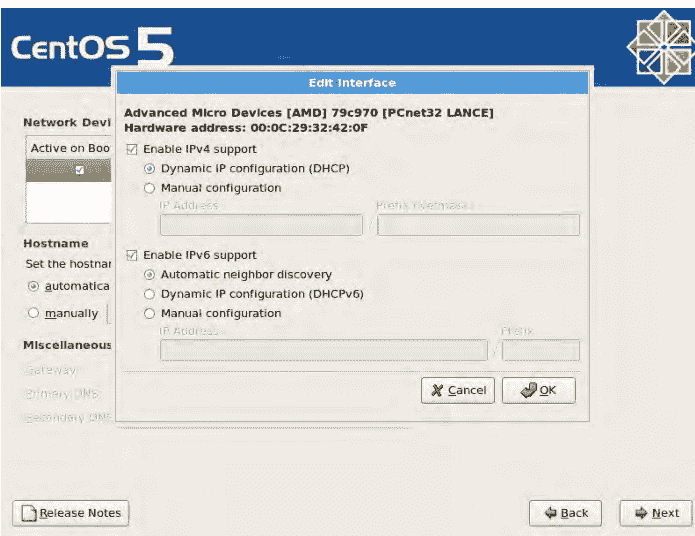 CentOS 5
Edit Interface
Advanced Micro Devices [AMD] 79c970 [PCnet32 LANCE]
Hardware address: 00:0C:29:32:42:0F
Network Devi
Active on Boo
Enable IPv4 support
Dynamic IP configuration (DHCP)
Manual configuration
IP Address
Prefix (Netmask)
/
Hostname
Set the hostnar
automatica
manually
Enable IPv6 support
Automatic neighbor discovery
Dynamic IP configuration (DHCPv6)
Manual configuration
IP Address
Prefix
/
Miscellaneous
Gateway
Primary DNS
Secondary DNS
Cancel
OK
Release Notes
Back
Next